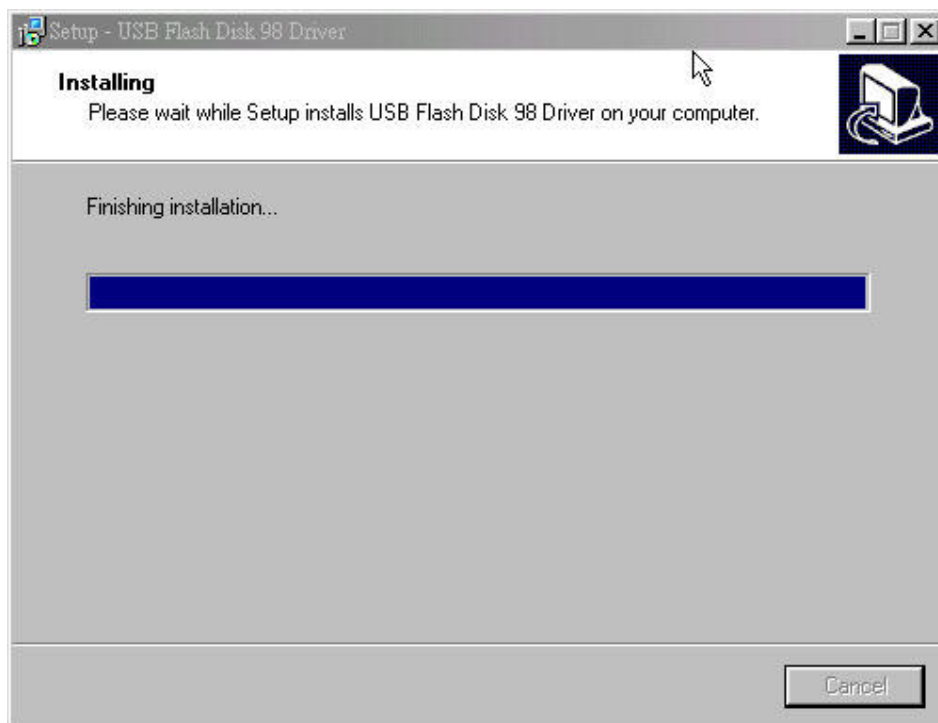 Setup - USB Flash Disk 98 Driver
Installing
Please wait while Setup installs USB Flash Disk 98 Driver on your computer.
Finishing installation...
Cancel